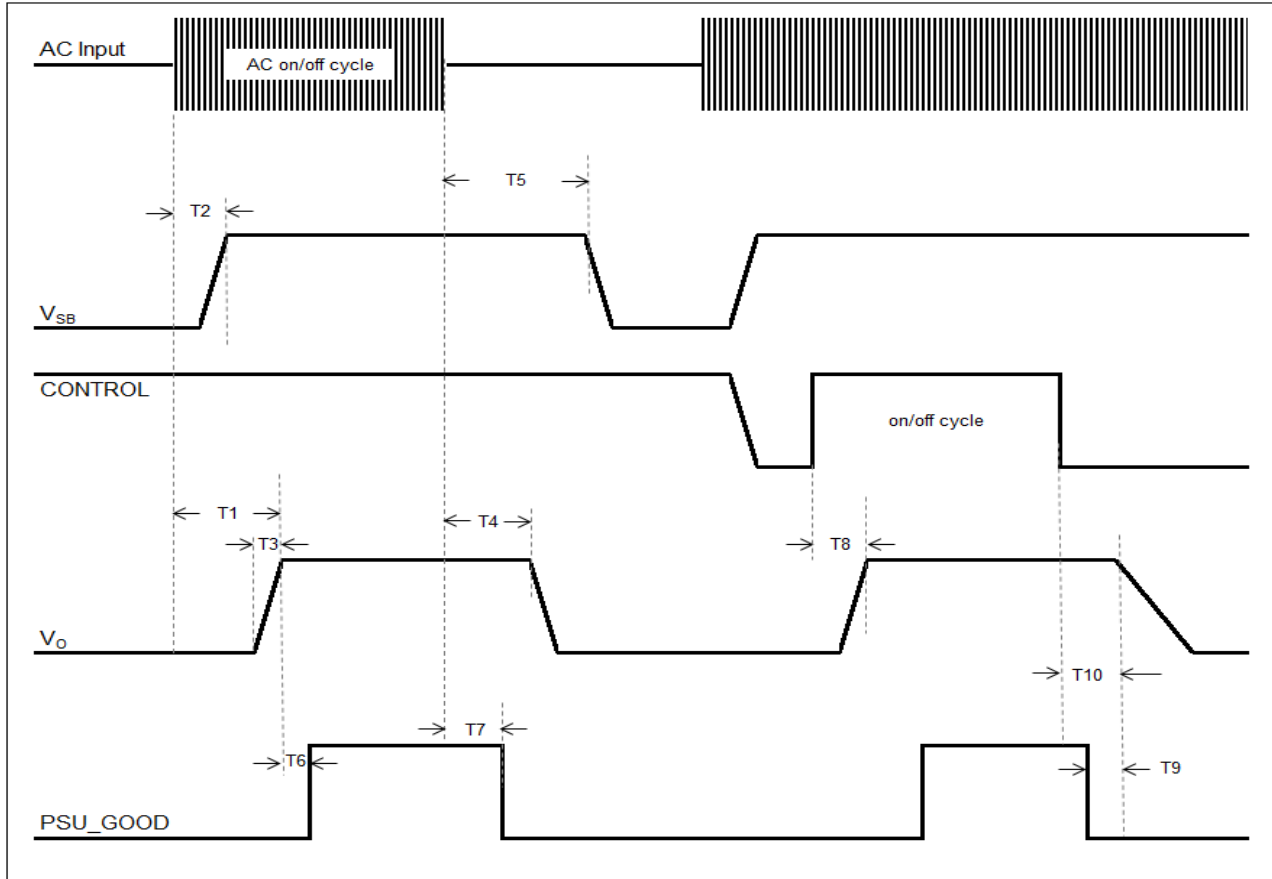 AC Input
AC on/off cycle
T5
T2
VSB
CONTROL
on/off cycle
T1
T4
T3
T8
VO
T10
T7
T6
T9
PSU_GOOD